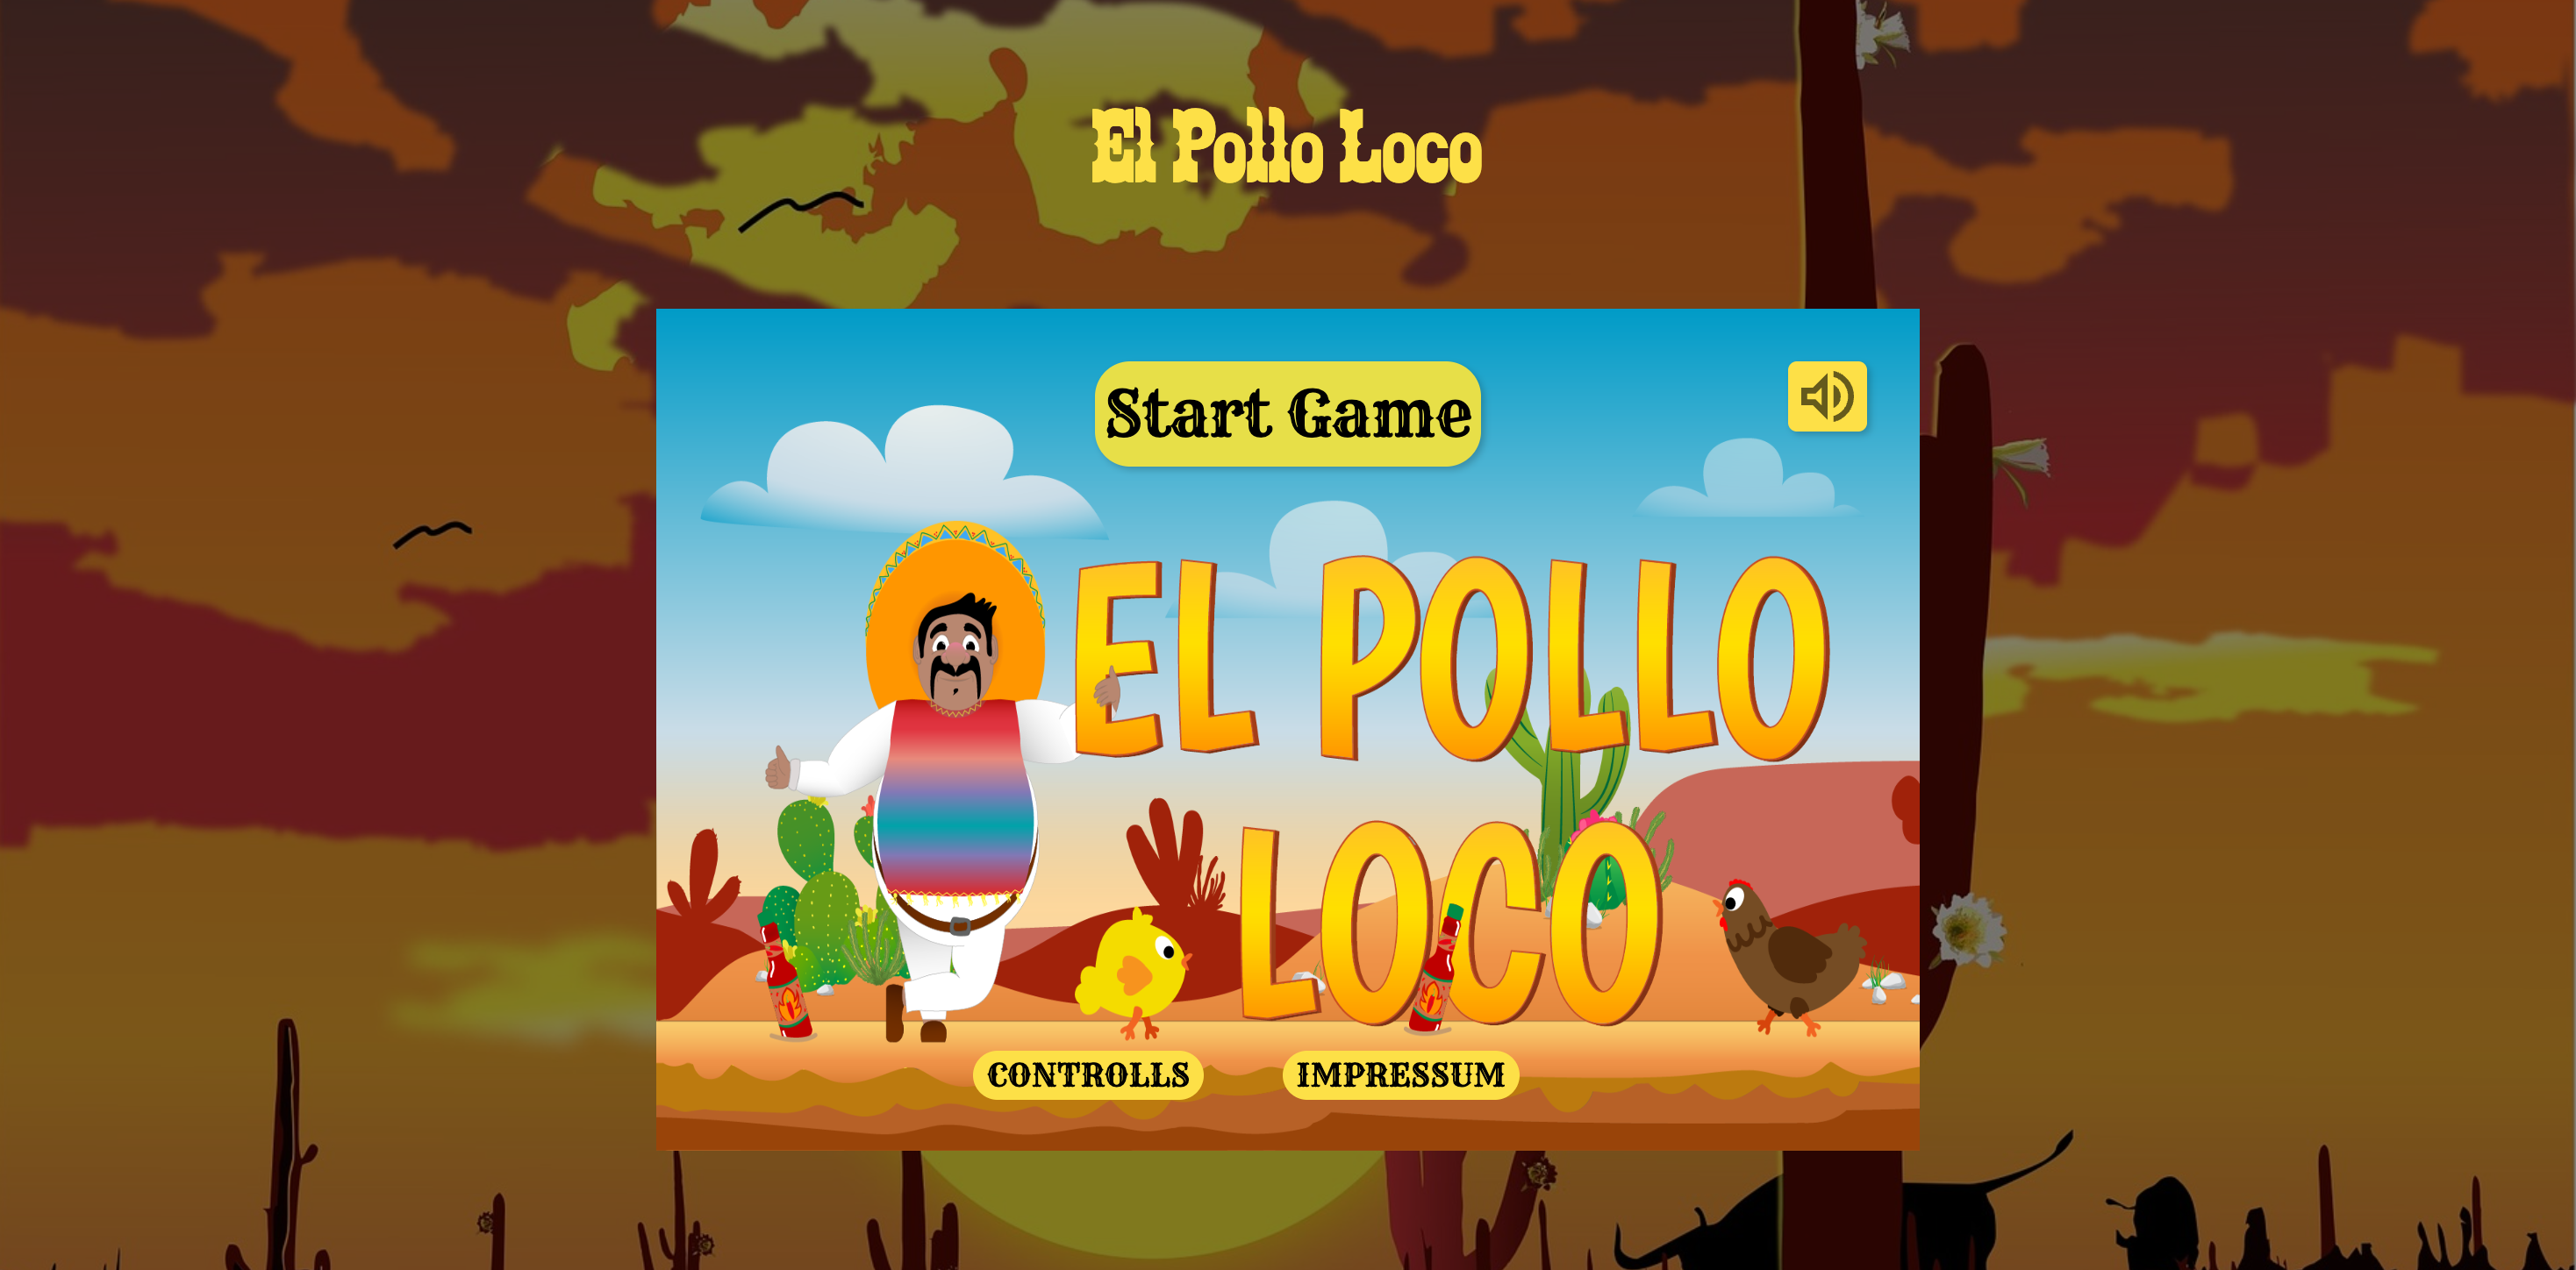 El Pollo Loco
Start Game
EL POLLO
LOCO
CONTROLLS
IMPRESSUM